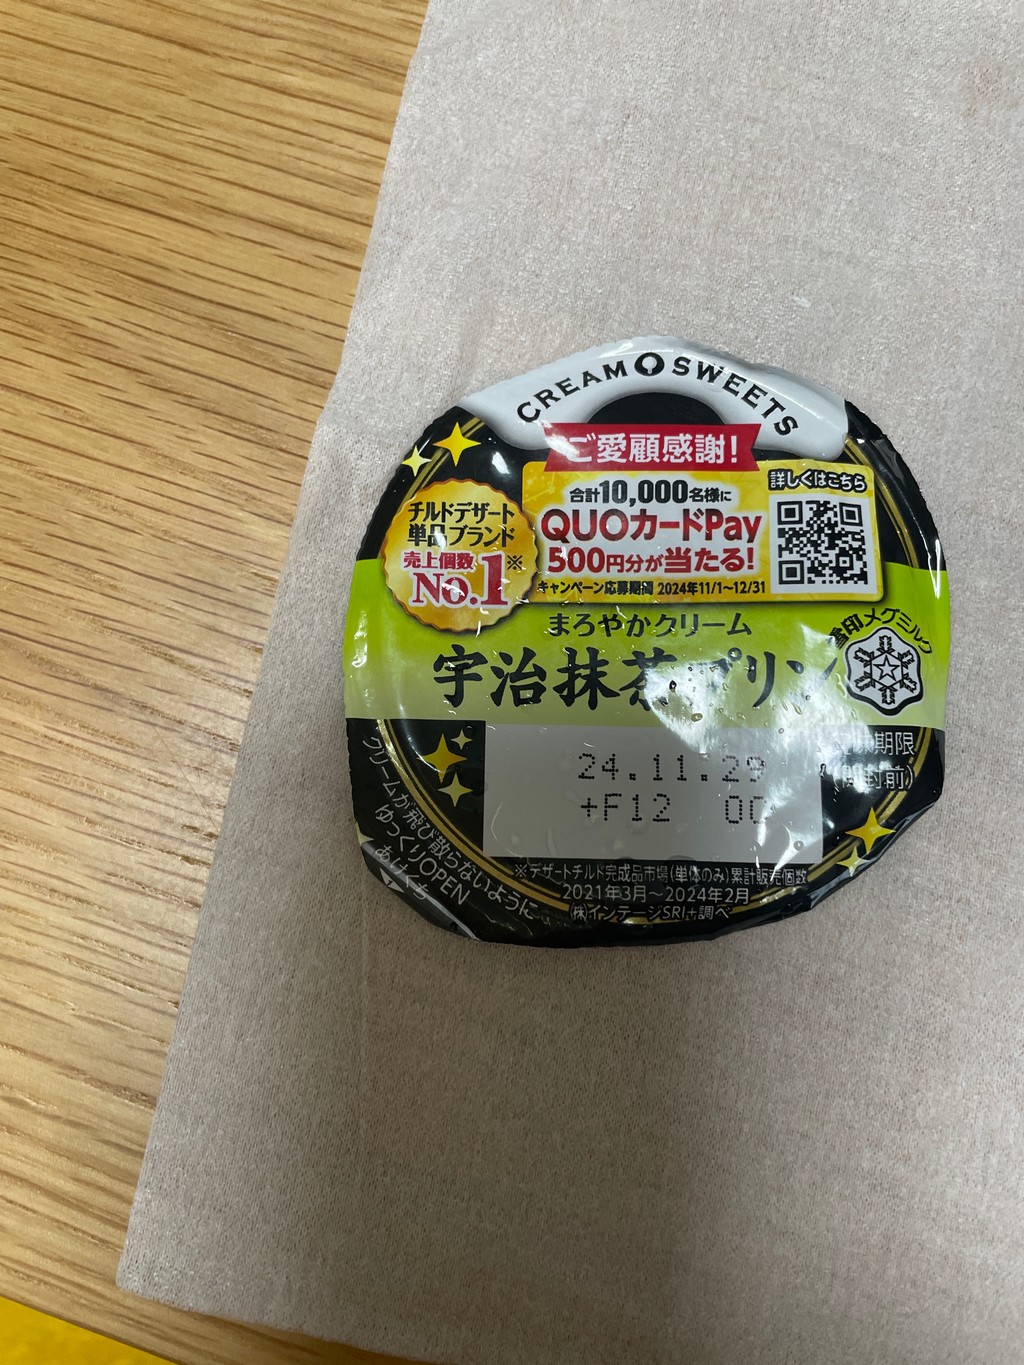 CREAM SWEETS
ご愛顧感謝!
合計10,000名様に
QUOカードPay
500円分が当たる!
キャンペーン応募期間 2024年11/1〜12/31
詳しくはこちら
チルドデザート
単品ブランド
売上個数※
No.1
まろやかクリーム
宇治抹茶プリン
雪印メグミルク
期限
24.11.29
+F12
※デザートチルド完成品市場(単体のみ)累計販売個数
2021年3月〜2024年2月
㈱インテージSRI+調べ
クリームが飛び散らないように
ゆっくりOPEN
あけくち